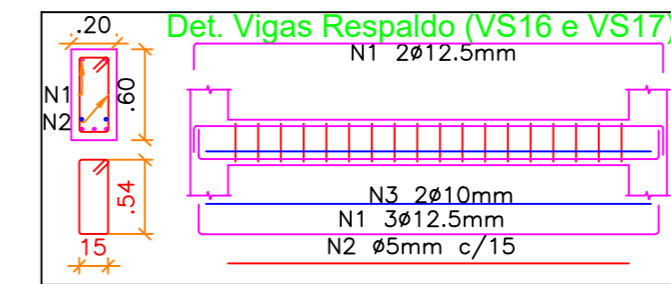 Det. Vigas Respaldo (VS16 e VS17)
.20
N1 2ø12.5mm
N1
.60
N2
.54
N3 2ø10mm
N1 3ø12.5mm
15
N2 ø5mm c/15